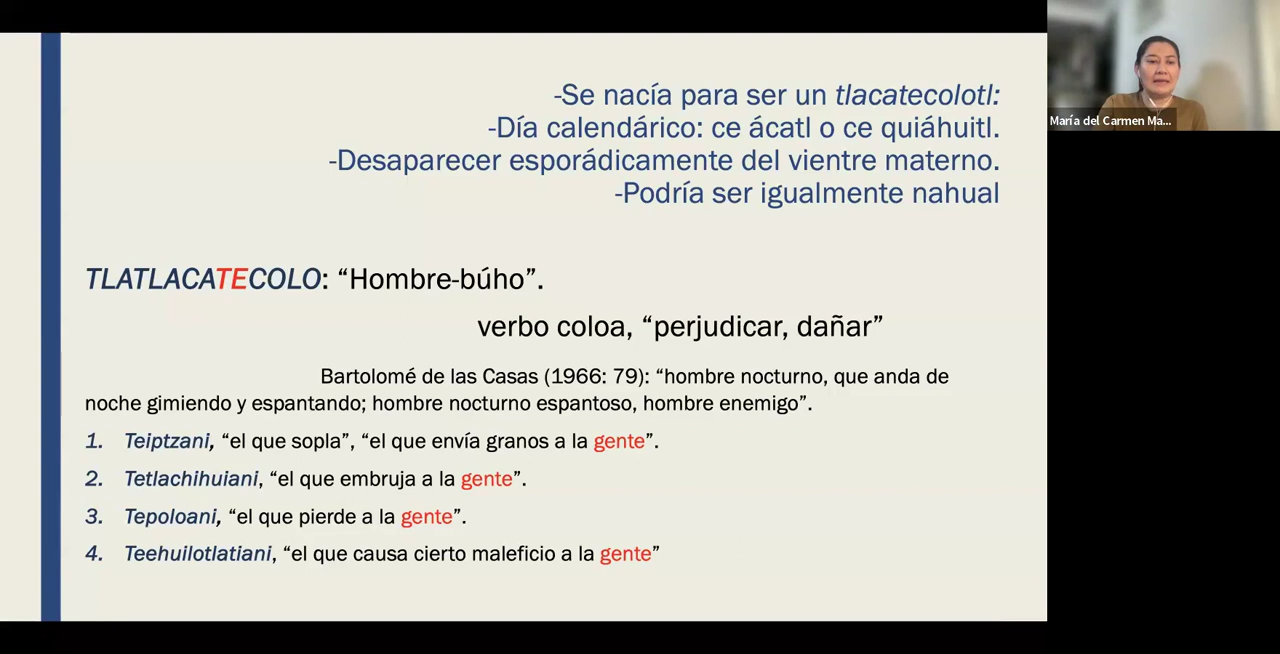 -Se nacía para ser un tlacatecolotl:
-Día calendárico: ce ácatl o ce quiáhuitl.
-Desaparecer esporádicamente del vientre materno.
-Podría ser igualmente nahual
TLATLACATECOLO: “Hombre-búho”.
verbo coloa, “perjudicar, dañar”
Bartolomé de las Casas (1966: 79): “hombre nocturno, que anda de
noche gimiendo y espantando; hombre nocturno espantoso, hombre enemigo”.
1. Teiptzani, “el que sopla”, “el que envía granos a la gente”.
2. Tetlachihuiani, “el que embruja a la gente”.
3. Tepoloani, “el que pierde a la gente”.
4. Teehuilotlatiani, “el que causa cierto maleficio a la gente”
María del Carmen Ma...